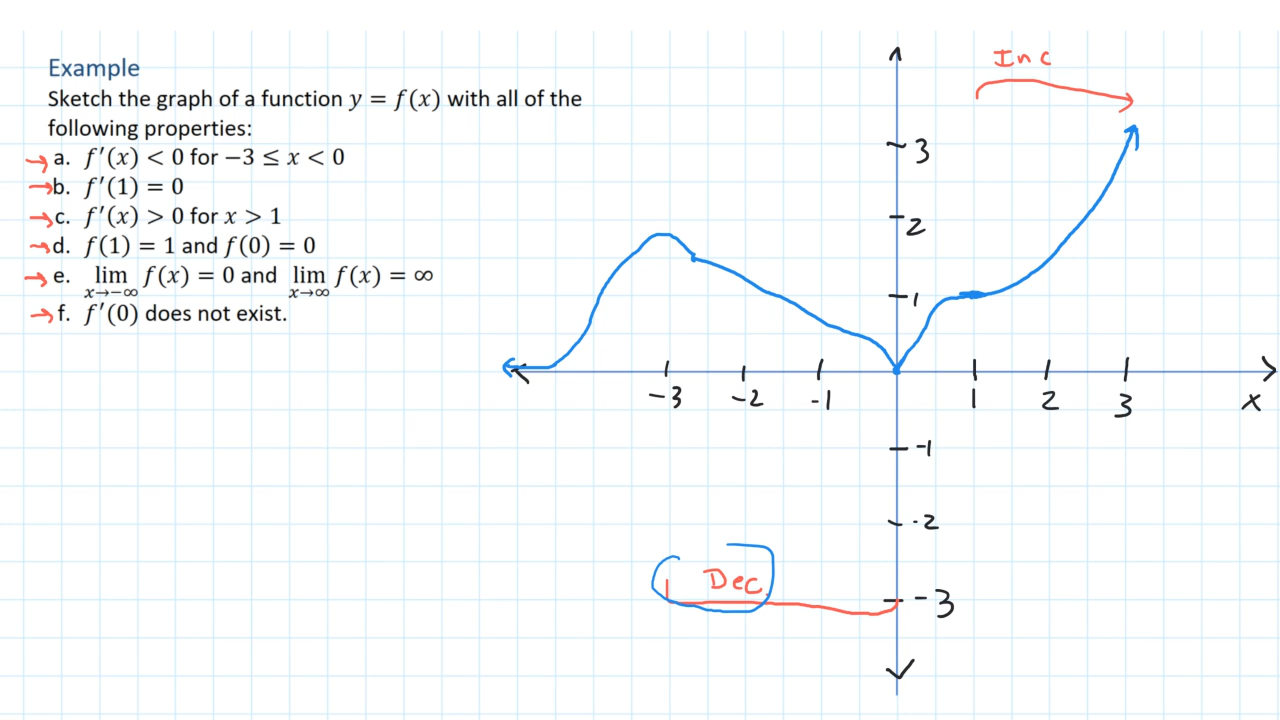 Example
Sketch the graph of a function y = f(x) with all of the
following properties:
a. f′(x) < 0 for −3 ≤ x < 0
b. f′(1) = 0
c. f′(x) > 0 for x > 1
d. f(1) = 1 and f(0) = 0
e. lim x→−∞ f(x) = 0 and lim x→∞ f(x) = ∞
f. f′(0) does not exist.
Inc
3
2
1
-3 -2 -1 1 2 3 x
-1
-2
Dec
-3